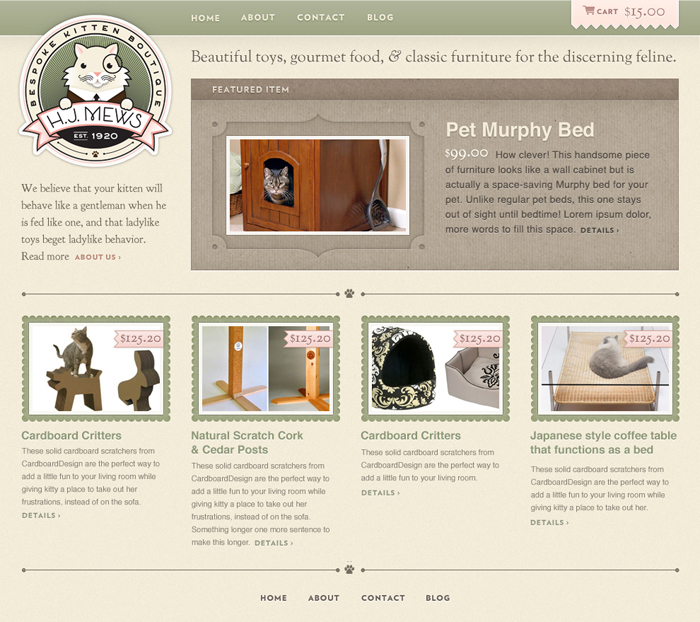 HOME ABOUT CONTACT BLOG
CART $15.00
BESPOKE KITTEN BOUTIQUE
H.J. MEWS
EST. 1920
Beautiful toys, gourmet food, & classic furniture for the discerning feline.
FEATURED ITEM
Pet Murphy Bed
$99.00 How clever! This handsome piece
of furniture looks like a wall cabinet but is
actually a space-saving Murphy bed for your
pet. Unlike regular pet beds, this one stays
out of sight until bedtime! Lorem ipsum dolor,
more words to fill this space. DETAILS ›
We believe that your kitten will
behave like a gentleman when he
is fed like one, and that ladylike
toys beget ladylike behavior.
Read more ABOUT US ›
$125.20
Cardboard Critters
These solid cardboard scratchers from
CardboardDesign are the perfect way to
add a little fun to your living room while
giving kitty a place to take out her
frustrations, instead of on the sofa.
DETAILS ›
$125.20
Natural Scratch Cork
& Cedar Posts
These solid cardboard scratchers from
CardboardDesign are the perfect way to
add a little fun to your living room while
giving kitty a place to take out her
frustrations, instead of on the sofa.
Something longer one more sentence to
make this longer. DETAILS ›
$125.20
Cardboard Critters
These solid cardboard scratchers from
CardboardDesign are the perfect way to
add a little fun to your living room.
DETAILS ›
$125.20
Japanese style coffee table
that functions as a bed
These solid cardboard scratchers from
CardboardDesign are the perfect way to
add a little fun to your living room while
giving kitty a place to take out her.
DETAILS ›
HOME ABOUT CONTACT BLOG